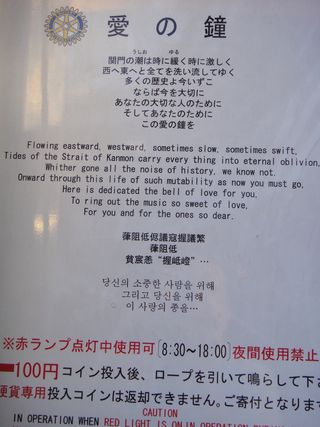 愛の鐘
うしお ゆる
関門の潮は時に緩く時に激しく
西へ東へと全てを洗い流してゆく
多くの歴史よ今いずこ
ならば今を大切に
あなたの大切な人のために
そしてあなたのために
この愛の鐘を
Flowing eastward, westward, sometimes slow, sometimes swift,
Tides of the Strait of Kanmon carry every thing into eternal oblivion.
Whither gone all the noise of history, we know not.
Onward through this life of such mutability as now you must go,
Here is dedicated the bell of love for you,
To ring out the music so sweet of love,
For you and for the ones so dear.
당신의 소중한 사람을 위해
그리고 당신을 위해
이 사랑의 종을…
※赤ランプ点灯中使用可[8:30~18:00]夜間使用禁止
100円コイン投入後、ロープを引いて鳴らして下さ
硬貨専用投入コインは返却できません。ご寄付となります
CAUTION
IN OPERATION WHEN RED LIGHT IS ON IN OPERATION